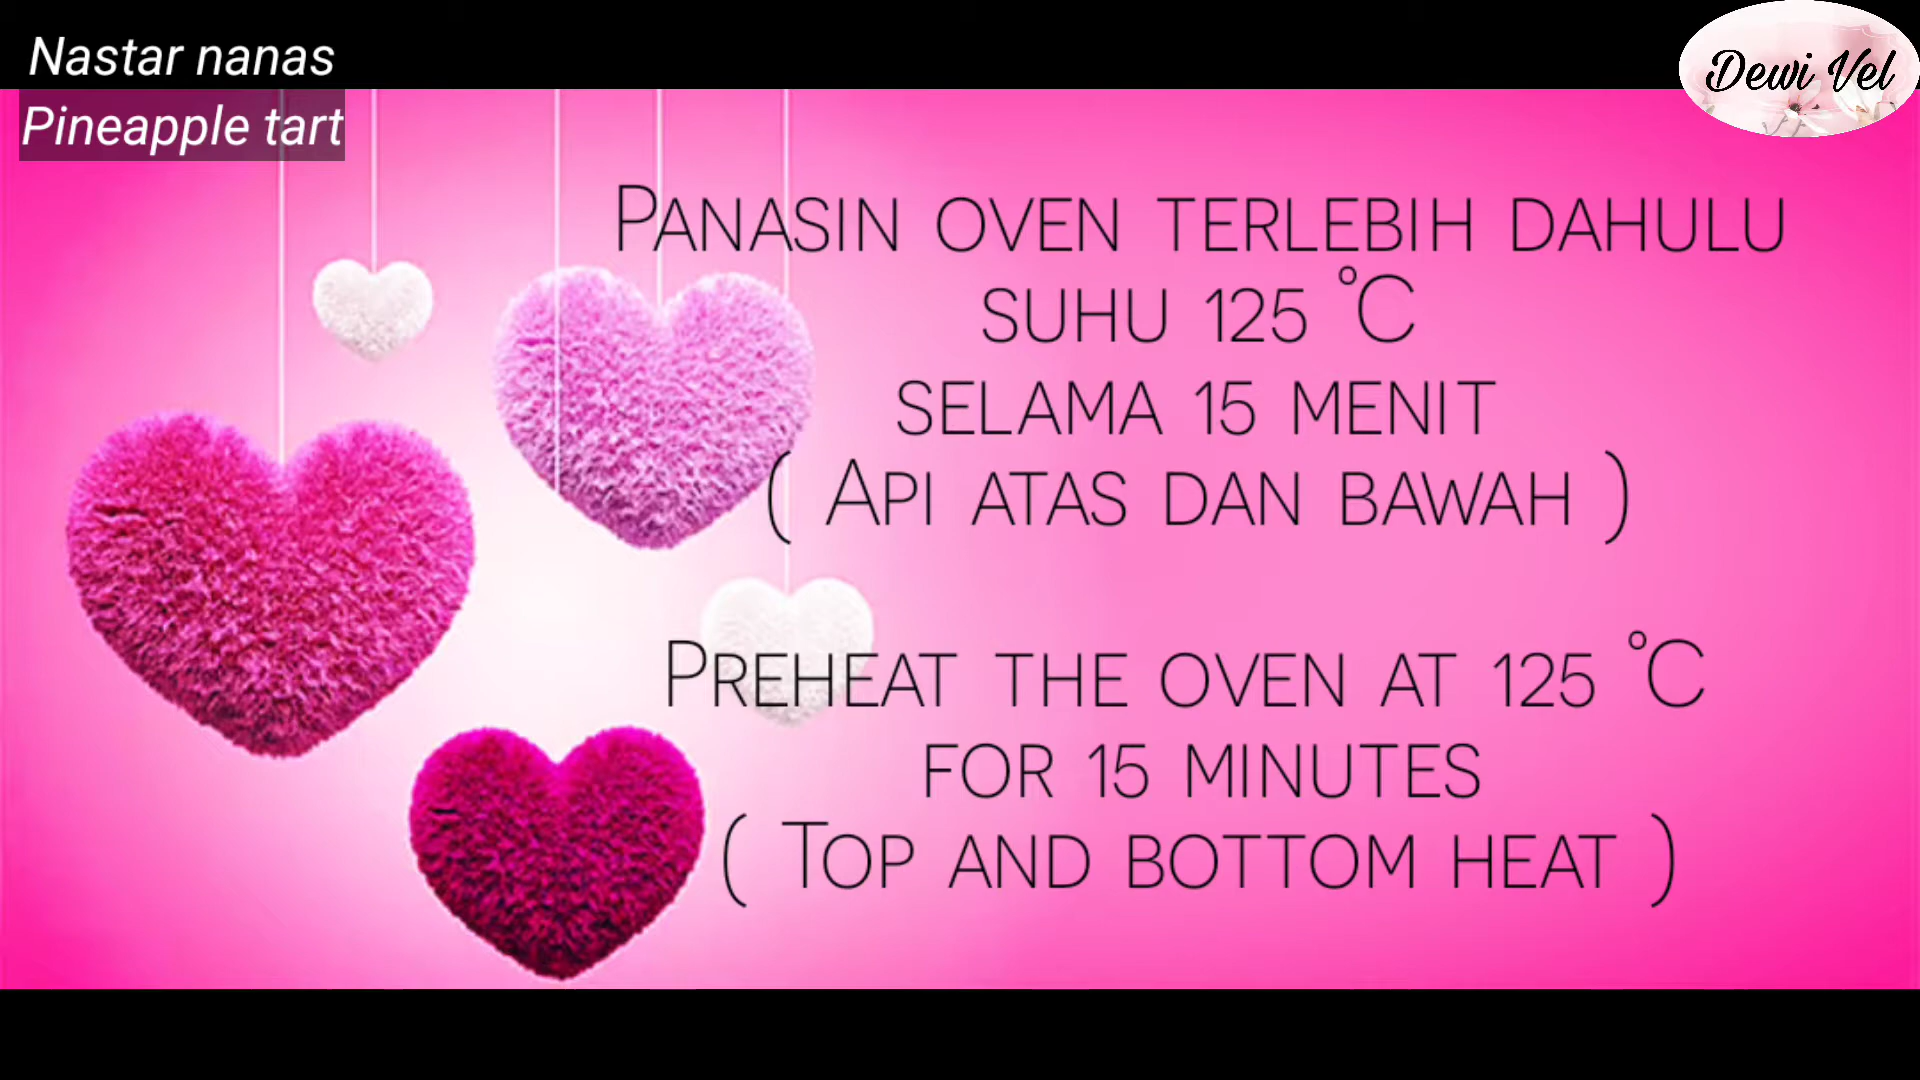 Nastar nanas
Pineapple tart
Dewi Vel
Panasin oven terlebih dahulu
suhu 125 °C
selama 15 menit
( Api atas dan bawah )
Preheat the oven at 125 °C
for 15 minutes
( Top and bottom heat )